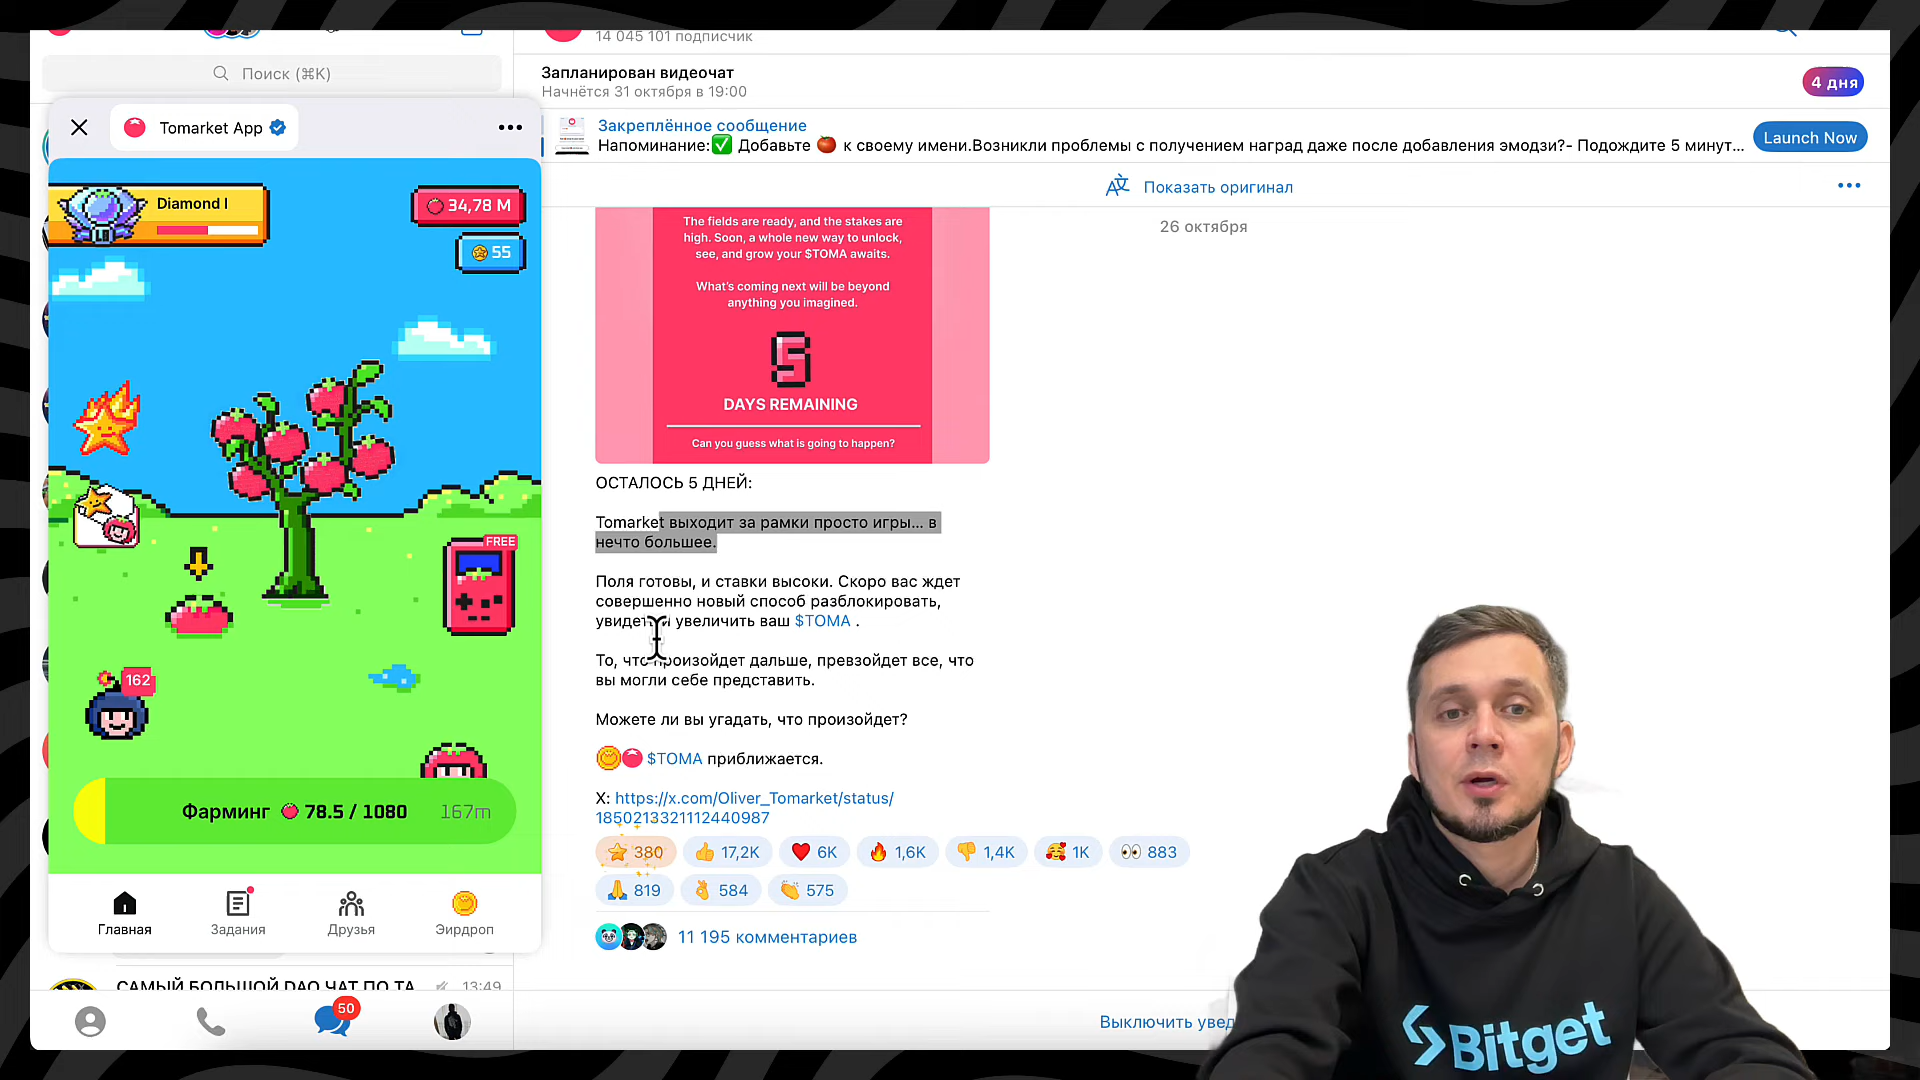 14 045 101 подписчик
Поиск (⌘K)
Запланирован видеочат
Начнётся 31 октября в 19:00
4 дня
Tomarket App
Закреплённое сообщение
Напоминание:✅ Добавьте 🍅 к своему имени.Возникли проблемы с получением наград даже после добавления эмодзи?- Подождите 5 минут...
Launch Now
Показать оригинал
26 октября
Diamond I
LB
34,78 M
55
FREE
162
Фарминг 78.5 / 1080 167m
Главная
Задания
Друзья
Эирдроп
The fields are ready, and the stakes are
high. Soon, a whole new way to unlock,
see, and grow your $TOMA awaits.
What's coming next will be beyond
anything you imagined.
5
DAYS REMAINING
Can you guess what is going to happen?
ОСТАЛОСЬ 5 ДНЕЙ:
Tomarket выходит за рамки просто игры... в
нечто большее.
Поля готовы, и ставки высоки. Скоро вас ждет
совершенно новый способ разблокировать,
увидеть увеличить ваш $TOMA .
То, что произойдет дальше, превзойдет все, что
вы могли себе представить.
Можете ли вы угадать, что произойдет?
$TOMA приближается.
X: https://x.com/Oliver_Tomarket/status/
1850213321112440987
380 17,2K 6K 1,6K 1,4K 1K 883
819 584 575
11 195 комментариев
САМЫЙ БОЛЬШОЙ DAO ЧАТ ПО ТА
13:49
50
Выключить увед
Bitget